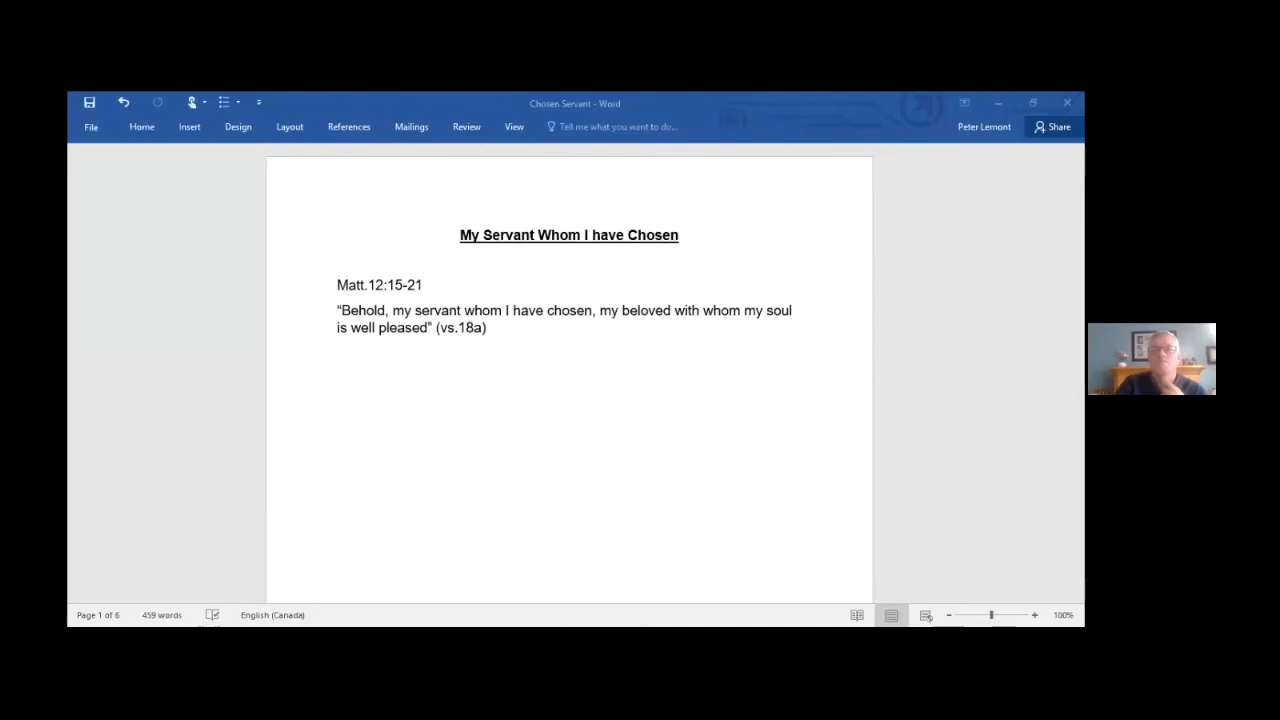 Chosen Servant - Word
File Home Insert Design Layout References Mailings Review View Tell me what you want to do... Peter Lemont Share
My Servant Whom I have Chosen
Matt.12:15-21
“Behold, my servant whom I have chosen, my beloved with whom my soul
is well pleased” (vs.18a)
Page 1 of 6 459 words English (Canada) 100%